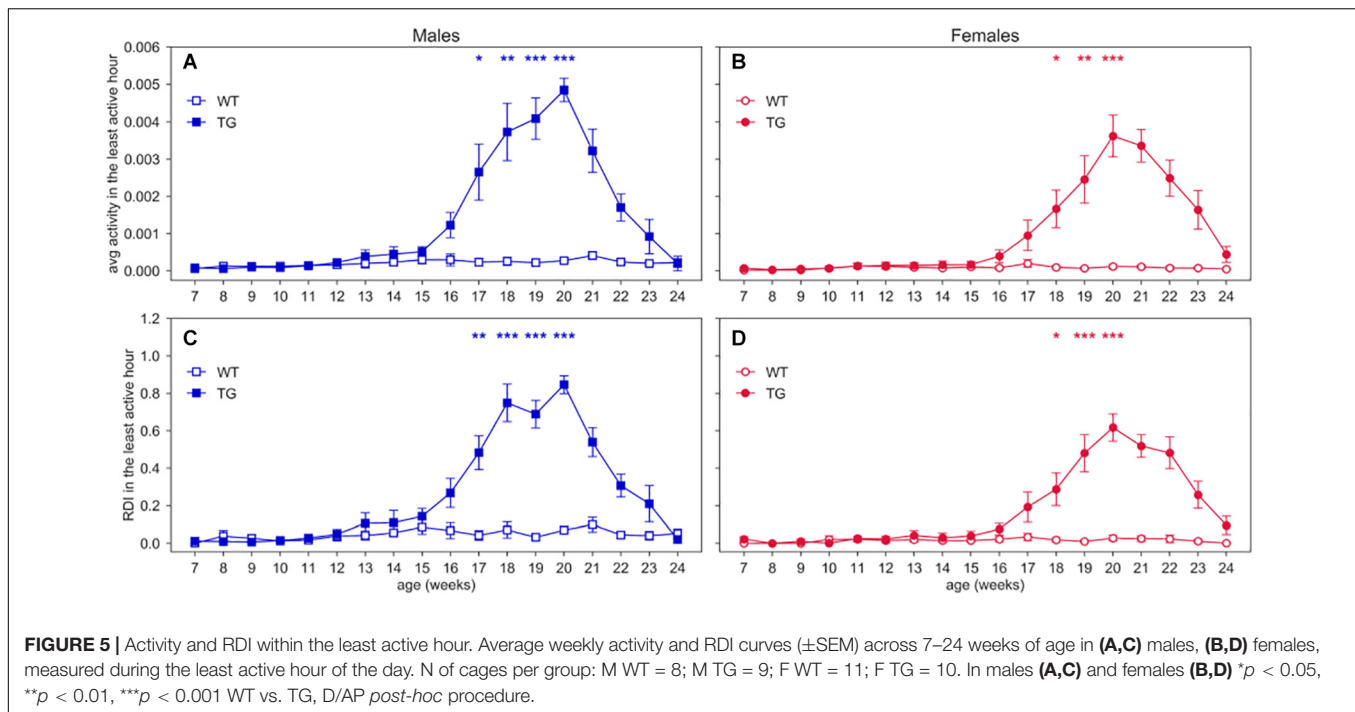 Males
Females
avg activity in the least active hour
0.006
0.005
0.004
0.003
0.002
0.001
0.000
A
* ** *** ***
WT
TG
7 8 9 10 11 12 13 14 15 16 17 18 19 20 21 22 23 24
B
* ** ***
WT
TG
7 8 9 10 11 12 13 14 15 16 17 18 19 20 21 22 23 24
RDI in the least active hour
1.2
1.0
0.8
0.6
0.4
0.2
0.0
C
** *** *** ***
WT
TG
7 8 9 10 11 12 13 14 15 16 17 18 19 20 21 22 23 24
age (weeks)
D
* *** ***
WT
TG
7 8 9 10 11 12 13 14 15 16 17 18 19 20 21 22 23 24
age (weeks)
FIGURE 5 | Activity and RDI within the least active hour. Average weekly activity and RDI curves (±SEM) across 7–24 weeks of age in (A,C) males, (B,D) females,
measured during the least active hour of the day. N of cages per group: M WT = 8; M TG = 9; F WT = 11; F TG = 10. In males (A,C) and females (B,D) *p < 0.05,
**p < 0.01, ***p < 0.001 WT vs. TG, D/AP post-hoc procedure.